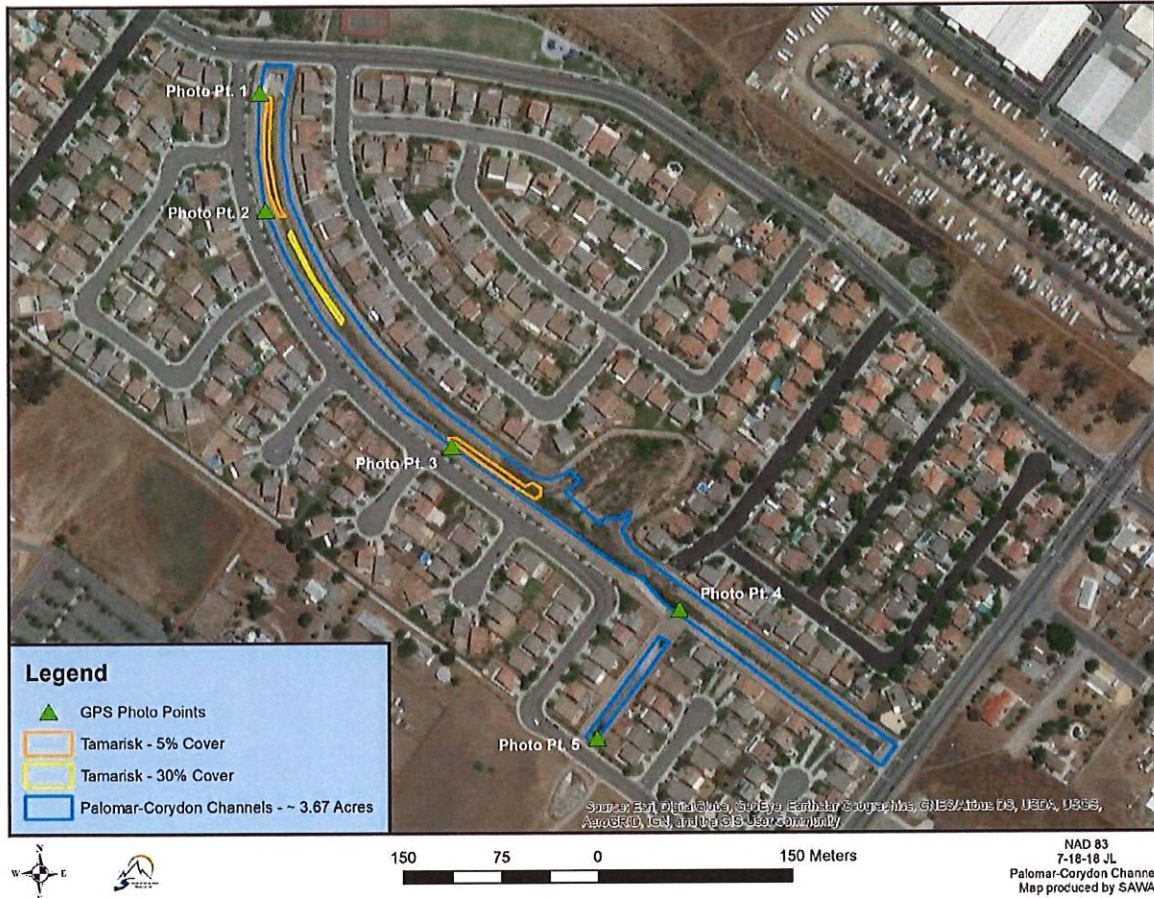 Photo Pt. 1
Photo Pt. 2
Photo Pt. 3
Photo Pt. 4
Photo Pt. 5
Legend
GPS Photo Points
Tamarisk - 5% Cover
Tamarisk - 30% Cover
Palomar-Corydon Channels - ~ 3.67 Acres
Source: Esri, DigitalGlobe, GeoEye, Earthstar Geographics, CNES/Airbus DS, USDA, USGS,
AeroGRID, IGN, and the GIS User Community
N
W E
S
150 75 0 150 Meters
NAD 83
7-18-18 JL
Palomar-Corydon Channe
Map produced by SAWA